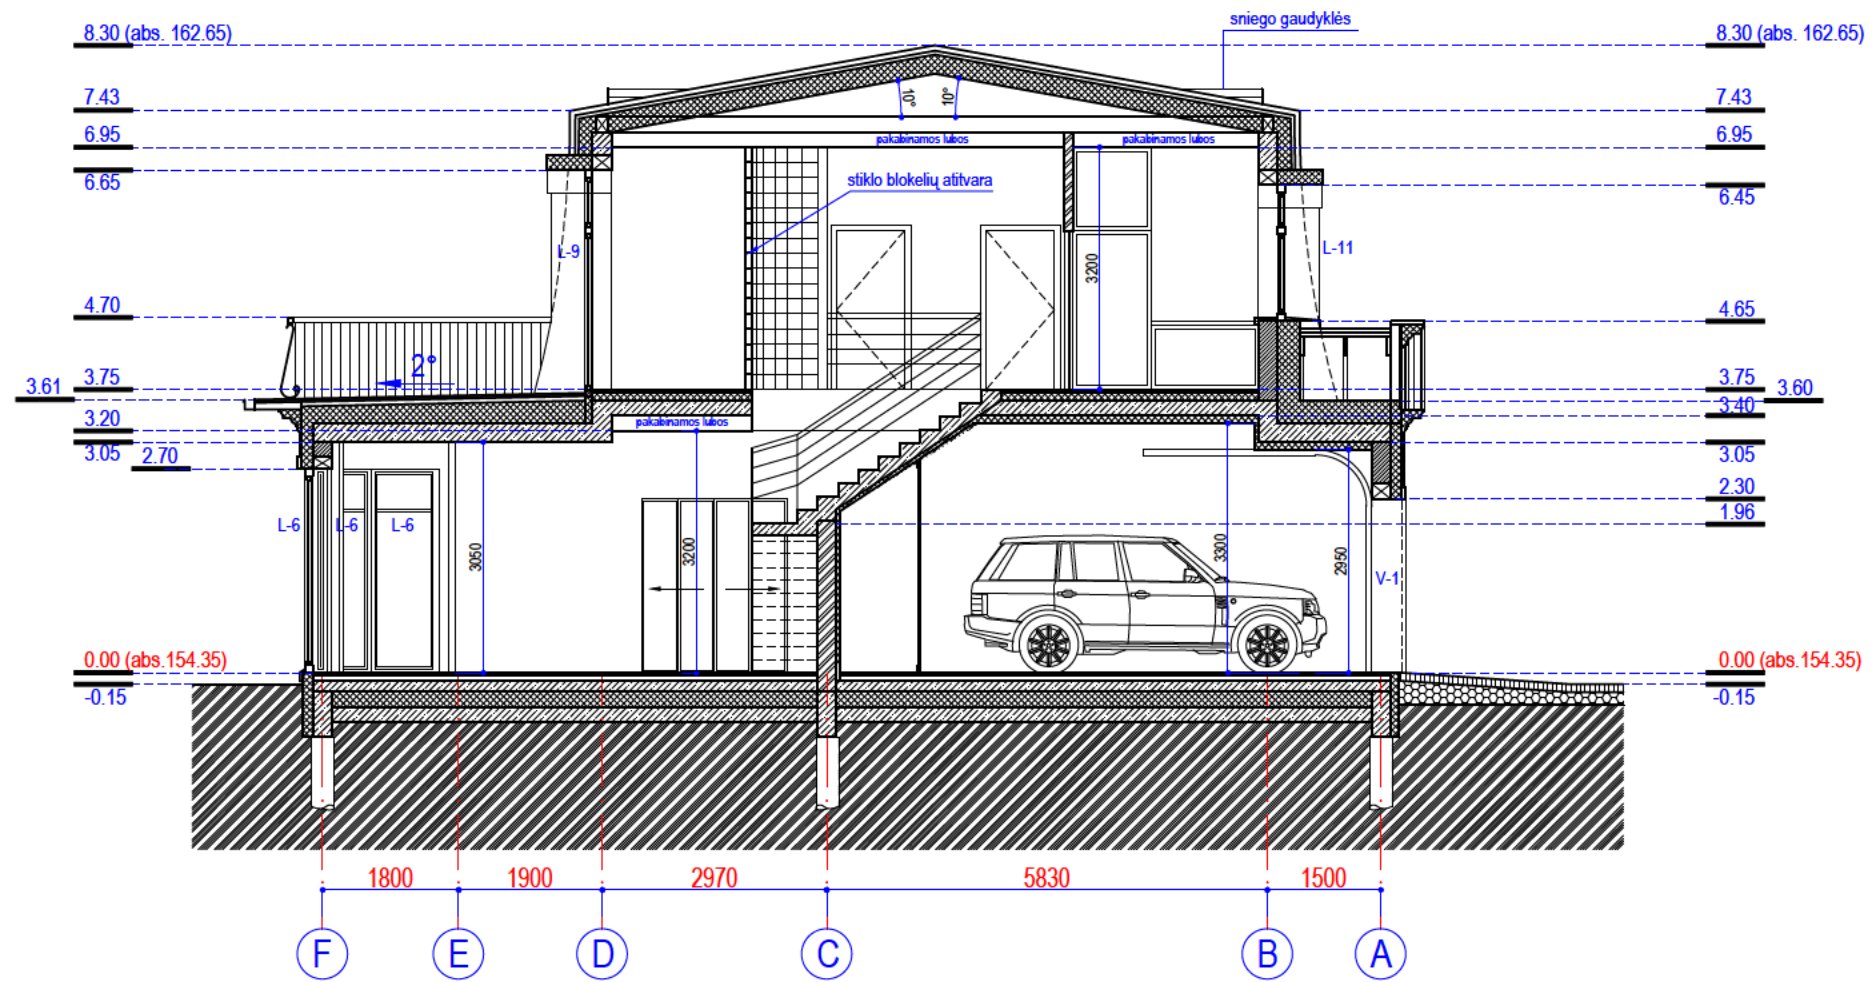 sniego gaudyklės
8.30 (abs. 162.65)
8.30 (abs. 162.65)
7.43
10°
10°
7.43
6.95
pakabinamos lubos
pakabinamos lubos
6.95
6.65
stiklo blokelių atitvara
6.45
L-9
L-11
3200
4.70
4.65
2°
3.75
3.75
3.61
3.60
3.20
pakabinamos lubos
3.40
3.05
2.70
3.05
2.30
L-6
L-6
L-6
1.96
3050
3200
3300
2950
V-1
0.00 (abs.154.35)
0.00 (abs.154.35)
-0.15
-0.15
1800
1900
2970
5830
1500
F
E
D
C
B
A